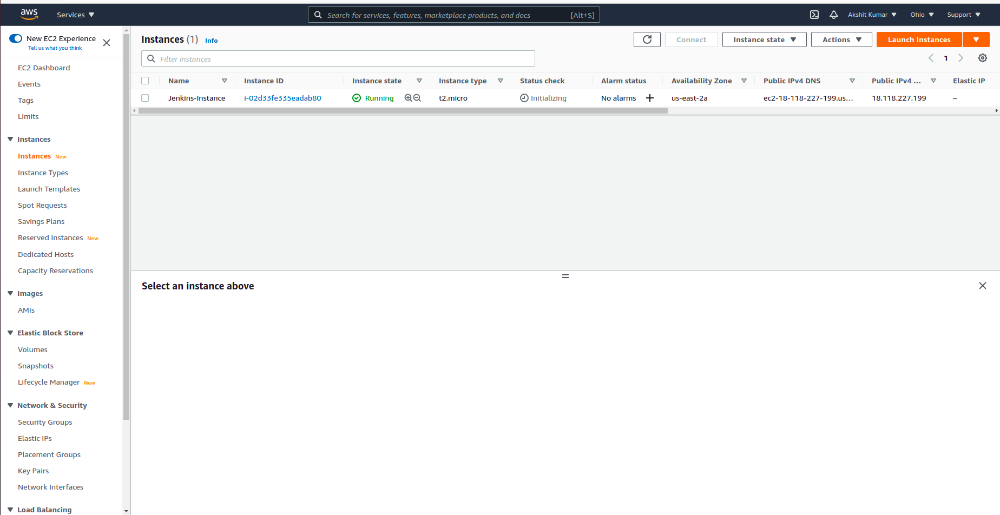 aws
Services
Search for services, features, marketplace products, and docs [Alt+S]
Akshit Kumar
Ohio
Support
New EC2 Experience
Tell us what you think
EC2 Dashboard
Events
Tags
Limits
Instances
Instances New
Instance Types
Launch Templates
Spot Requests
Savings Plans
Reserved Instances New
Dedicated Hosts
Capacity Reservations
Images
AMIs
Elastic Block Store
Volumes
Snapshots
Lifecycle Manager New
Network & Security
Security Groups
Elastic IPs
Placement Groups
Key Pairs
Network Interfaces
Load Balancing
Instances (1) Info
Connect
Instance state
Actions
Launch instances
Filter instances
1
Name Instance ID Instance state Instance type Status check Alarm status Availability Zone Public IPv4 DNS Public IPv4 ... Elastic IP
Jenkins-Instance i-02d33fe335eadab80 Running t2.micro Initializing No alarms + us-east-2a ec2-18-118-227-199.us... 18.118.227.199 –
Select an instance above